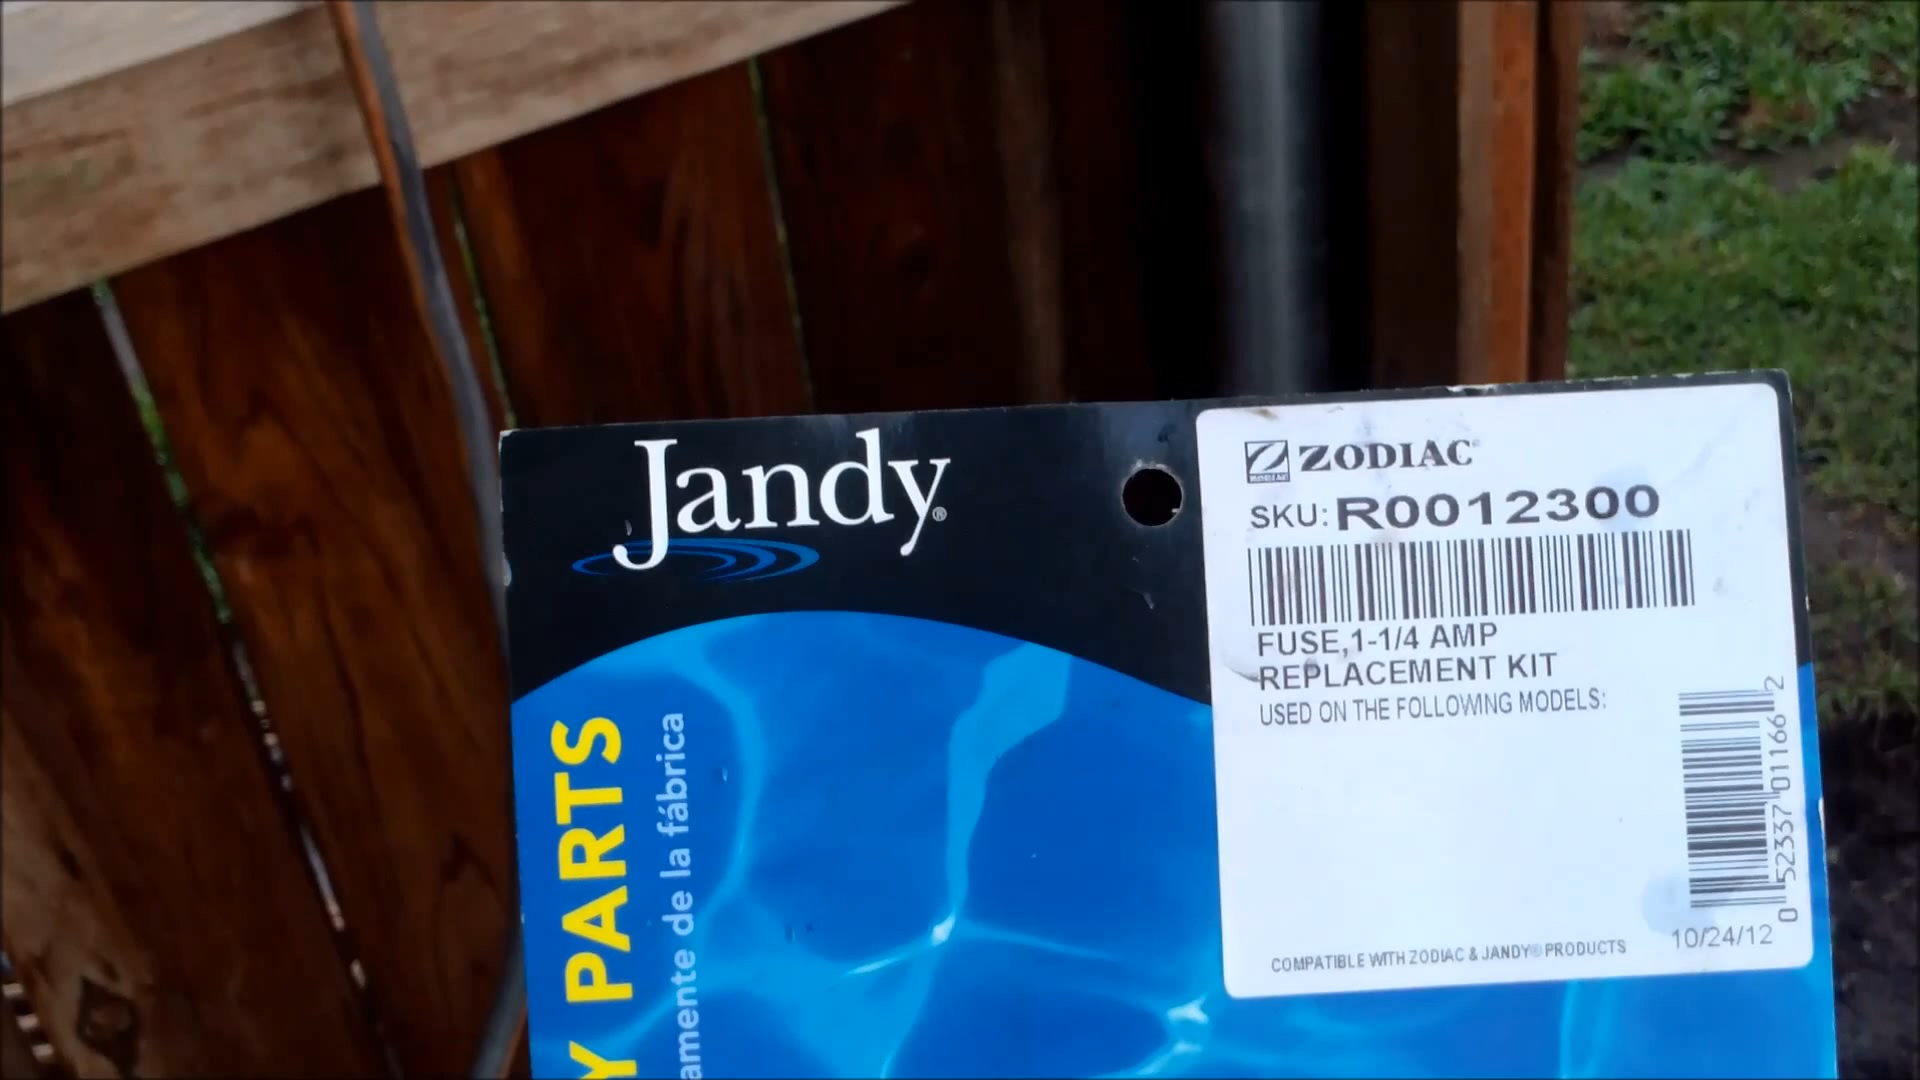 Jandy®
ZODIAC
SKU: R0012300
FUSE,1-1/4 AMP
REPLACEMENT KIT
USED ON THE FOLLOWING MODELS:
0 52337 01166 2
10/24/12
COMPATIBLE WITH ZODIAC & JANDY® PRODUCTS
Y PARTS
amente de la fábrica